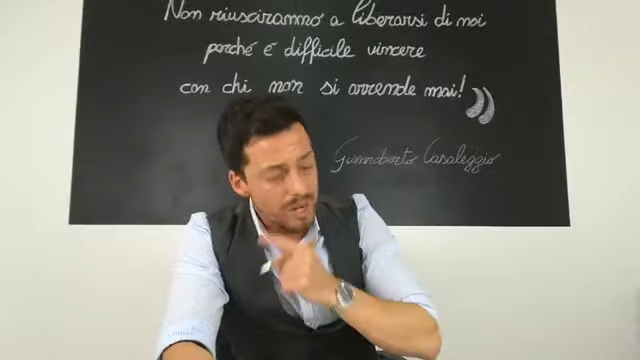 Non riusciranno a liberarsi di noi
perché é difficile vincere
con chi non si arrende mai!
Gianroberto Casaleggio